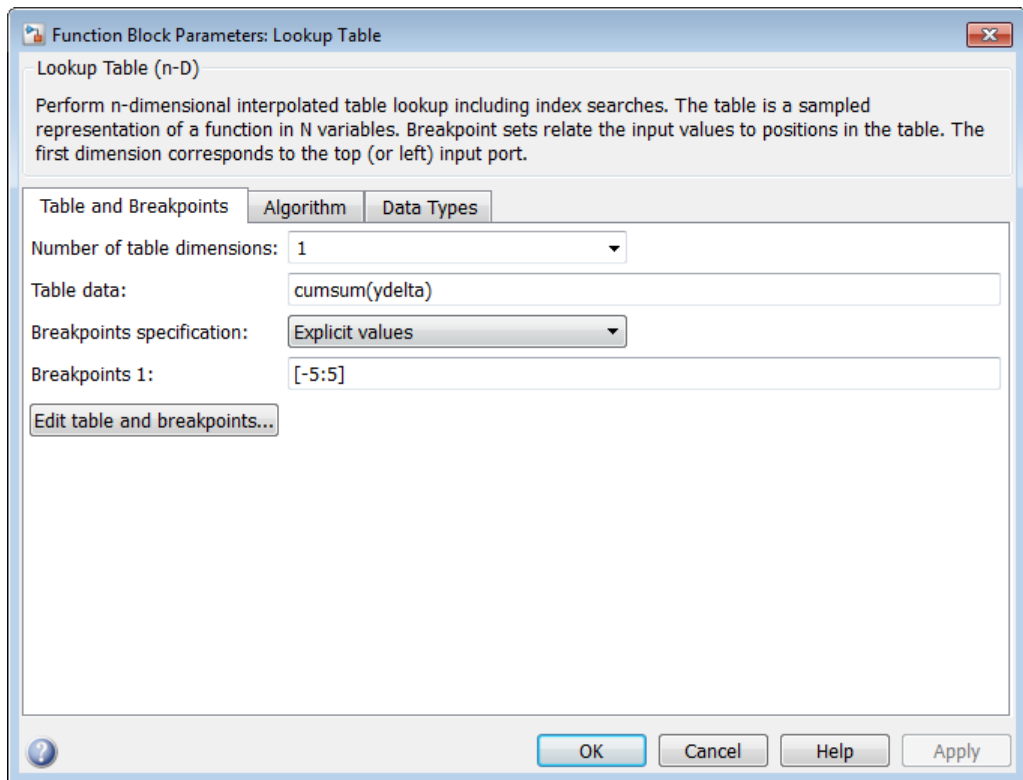 Function Block Parameters: Lookup Table
Lookup Table (n-D)
Perform n-dimensional interpolated table lookup including index searches. The table is a sampled
representation of a function in N variables. Breakpoint sets relate the input values to positions in the table. The
first dimension corresponds to the top (or left) input port.
Table and Breakpoints Algorithm Data Types
Number of table dimensions: 1
Table data: cumsum(ydelta)
Breakpoints specification: Explicit values
Breakpoints 1: [-5:5]
Edit table and breakpoints...
? OK Cancel Help Apply